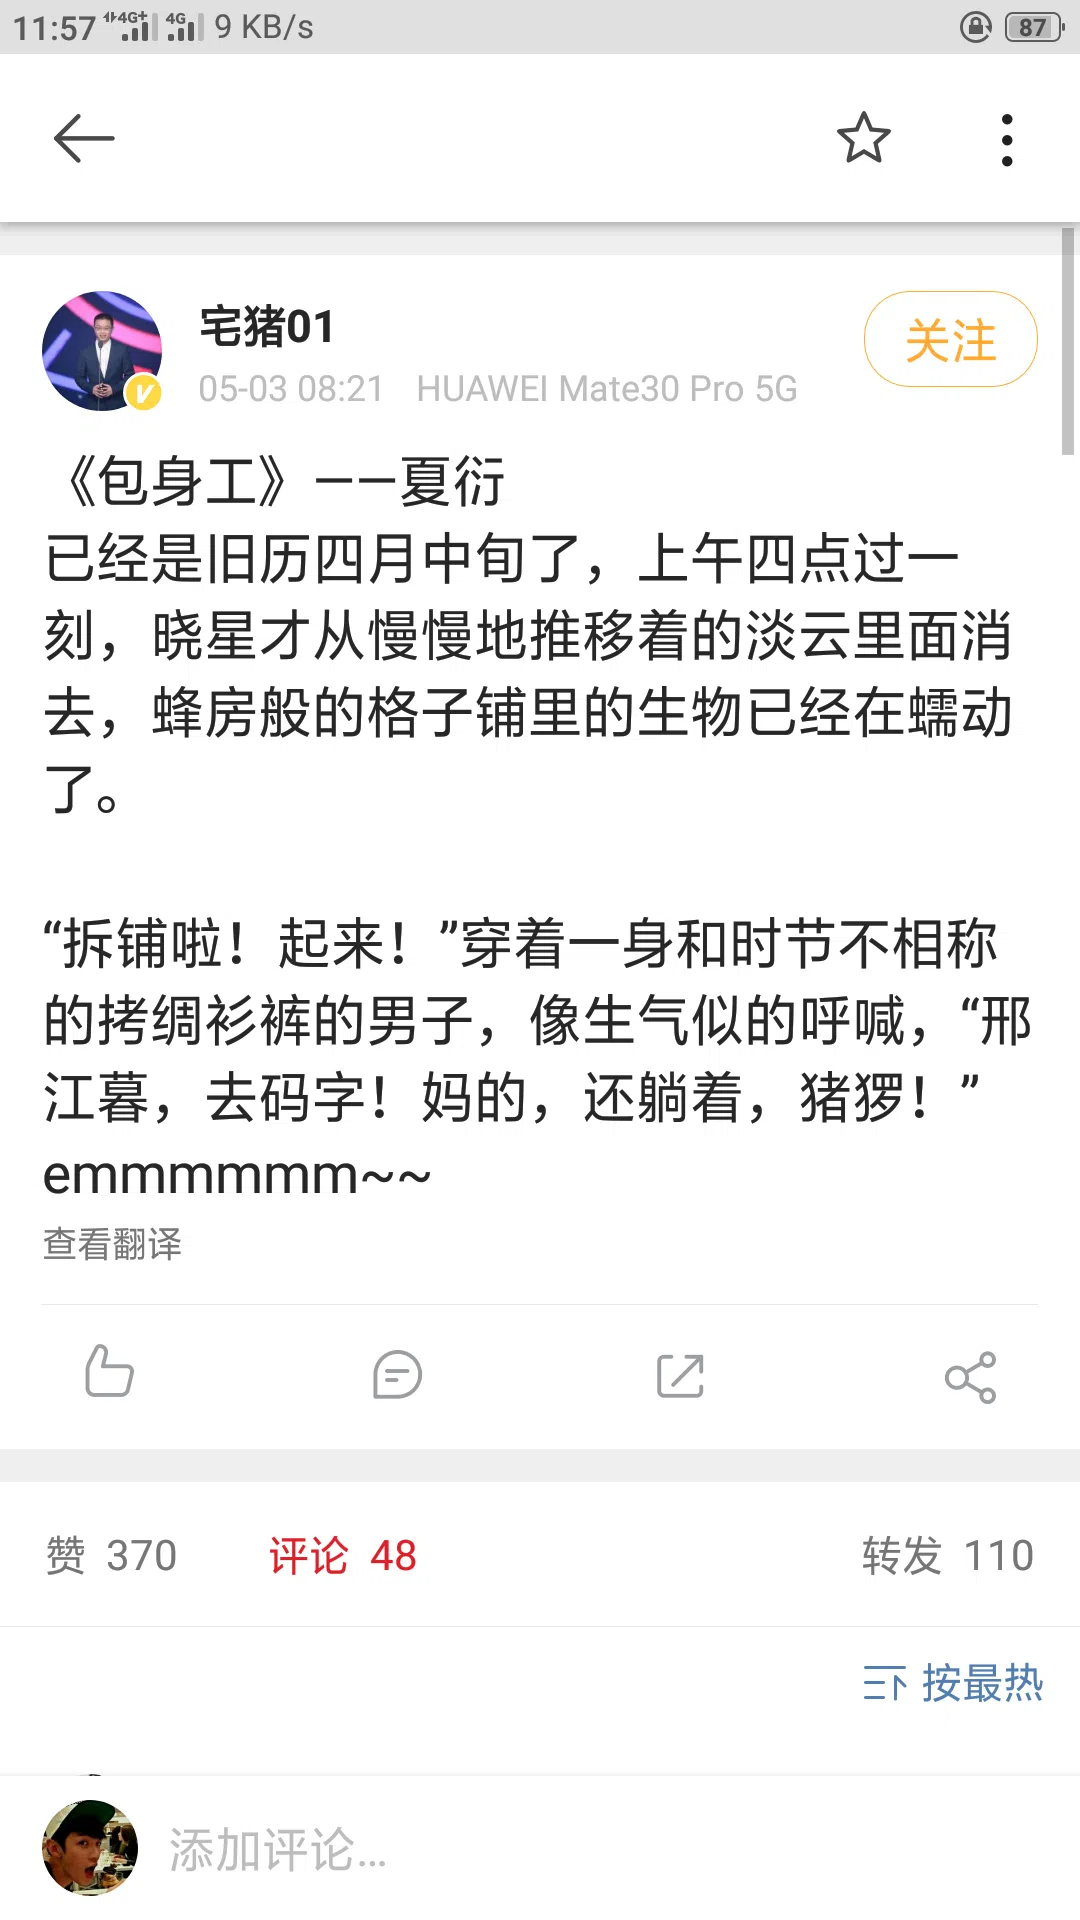 11:57 4G+ 4G 9 KB/s 87
宅猪01
关注
05-03 08:21 HUAWEI Mate30 Pro 5G
《包身工》——夏衍
已经是旧历四月中旬了，上午四点过一
刻，晓星才从慢慢地推移着的淡云里面消
去，蜂房般的格子铺里的生物已经在蠕动
了。
“拆铺啦！起来！”穿着一身和时节不相称
的拷绸衫裤的男子，像生气似的呼喊，“邢
江暮，去码字！妈的，还躺着，猪猡！”
emmmmmm~~
查看翻译
赞 370 评论 48 转发 110
按最热
添加评论...